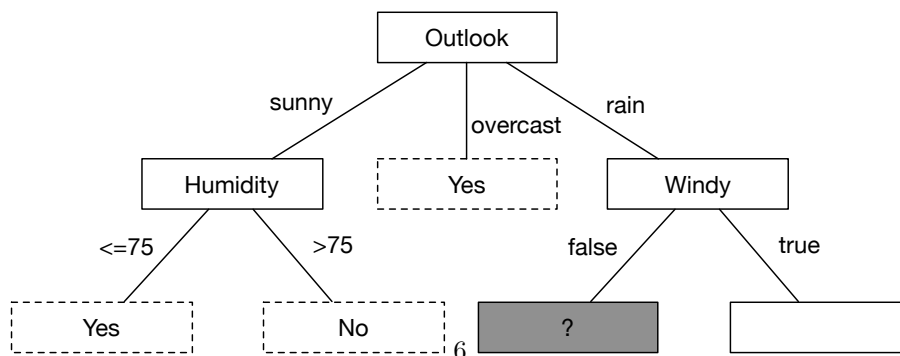 Outlook
sunny
overcast
rain
Humidity
Yes
Windy
<=75
>75
false
true
Yes
No
?
6